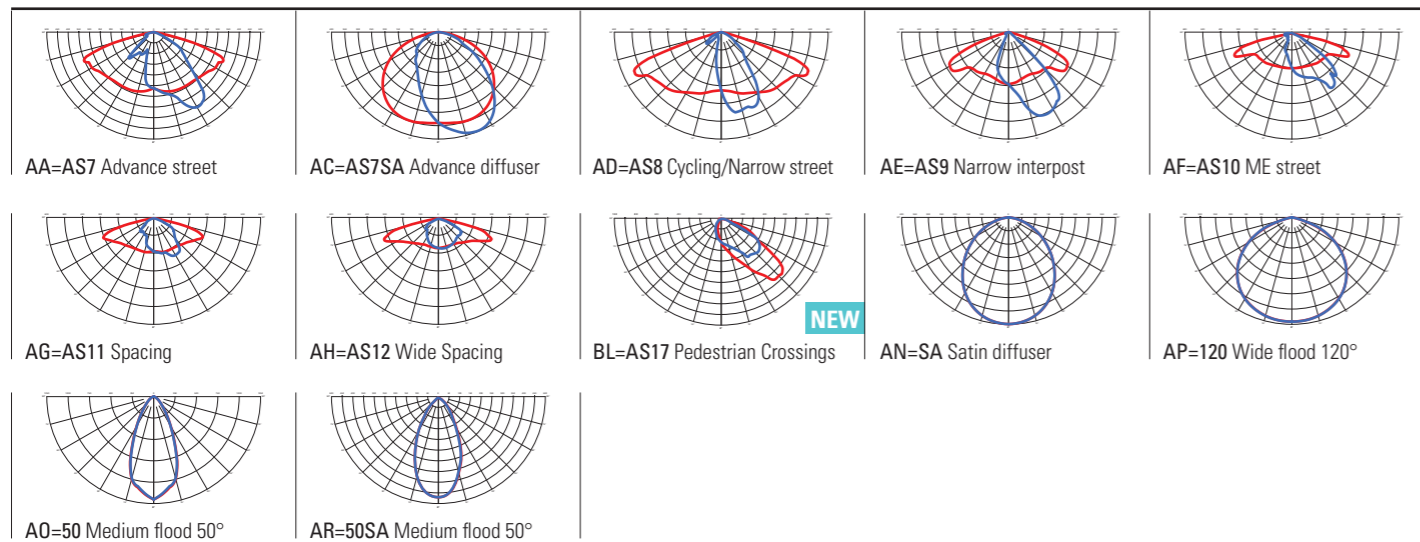 AA=AS7 Advance street
AC=AS7SA Advance diffuser
AD=AS8 Cycling/Narrow street
AE=AS9 Narrow interpost
AF=AS10 ME street
AG=AS11 Spacing
AH=AS12 Wide Spacing
NEW
BL=AS17 Pedestrian Crossings
AN=SA Satin diffuser
AP=120 Wide flood 120°
AO=50 Medium flood 50°
AR=50SA Medium flood 50°